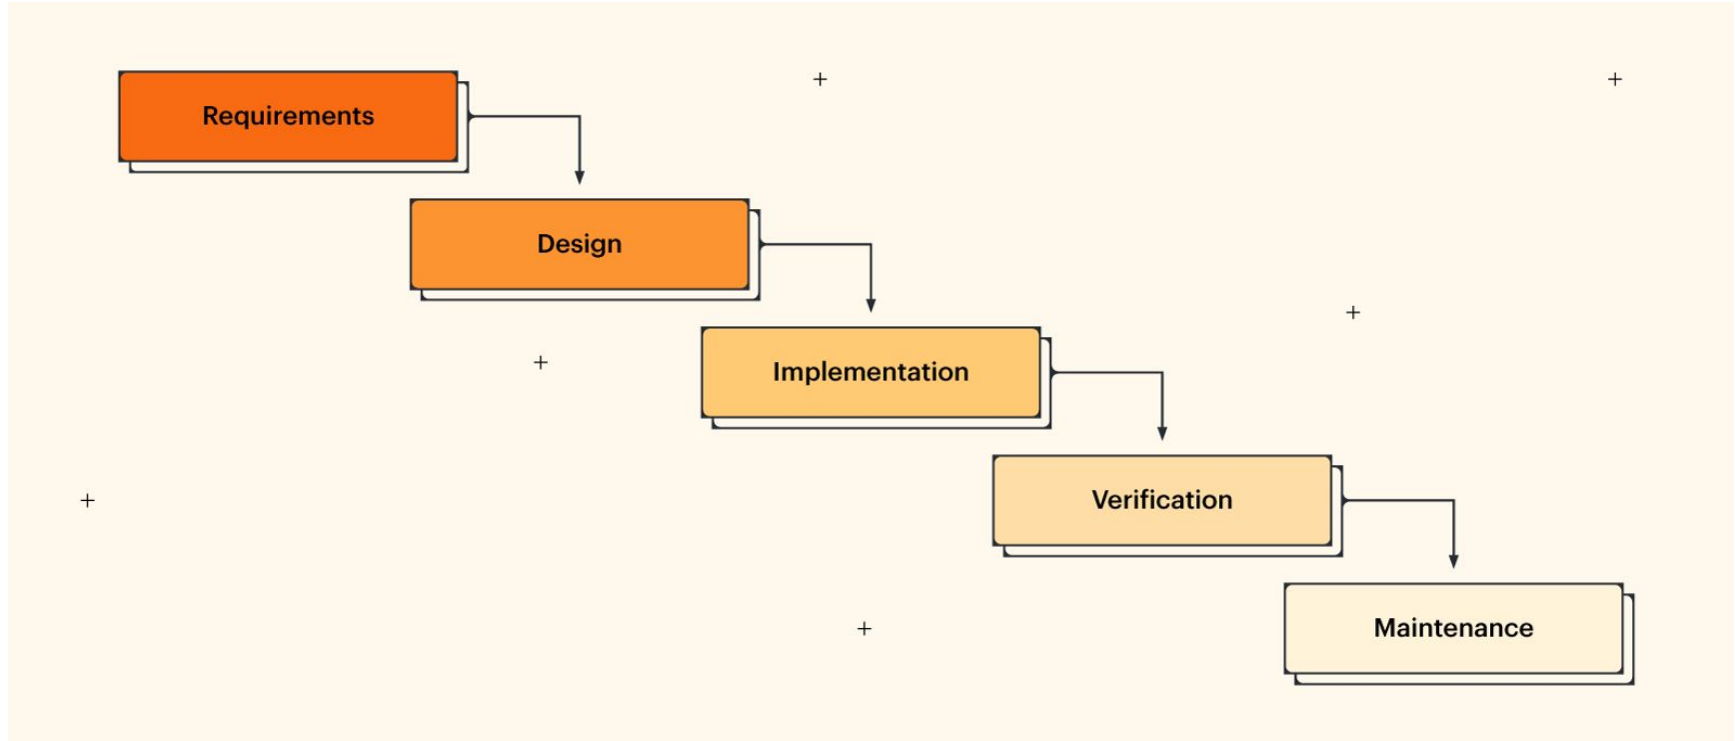 Requirements
Design
Implementation
Verification
Maintenance